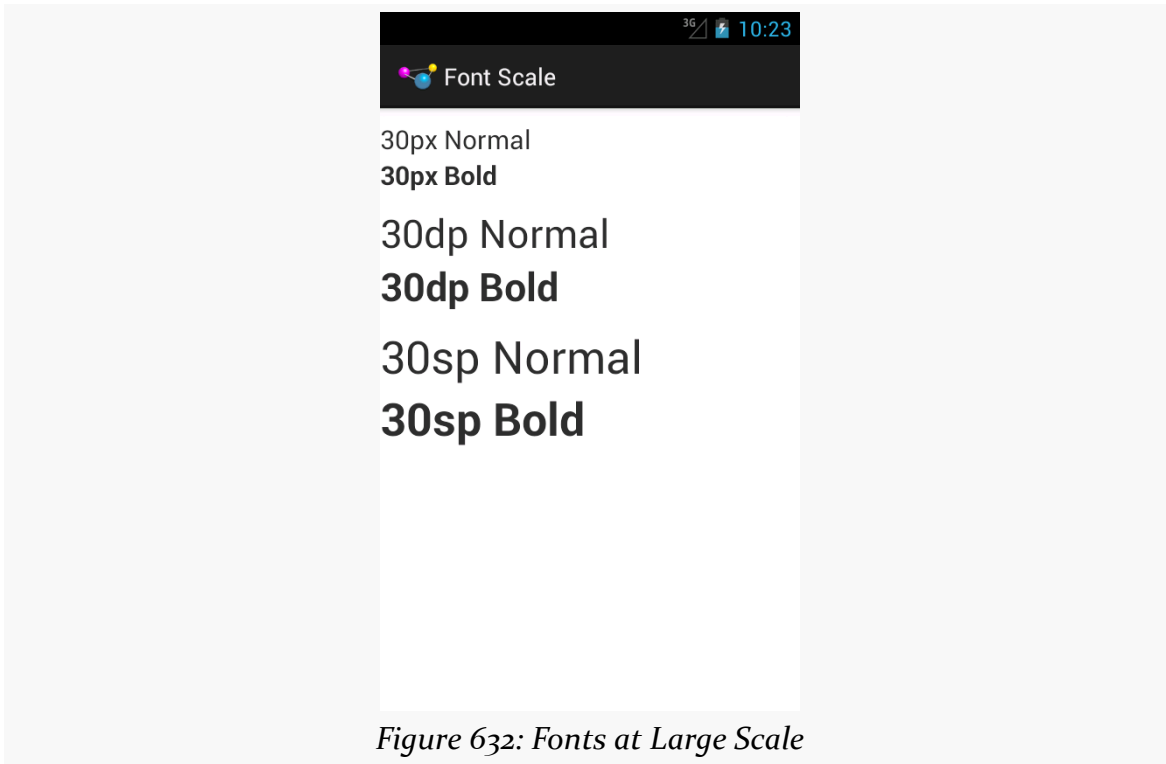 3G 10:23
Font Scale
30px Normal
30px Bold
30dp Normal
30dp Bold
30sp Normal
30sp Bold
Figure 632: Fonts at Large Scale